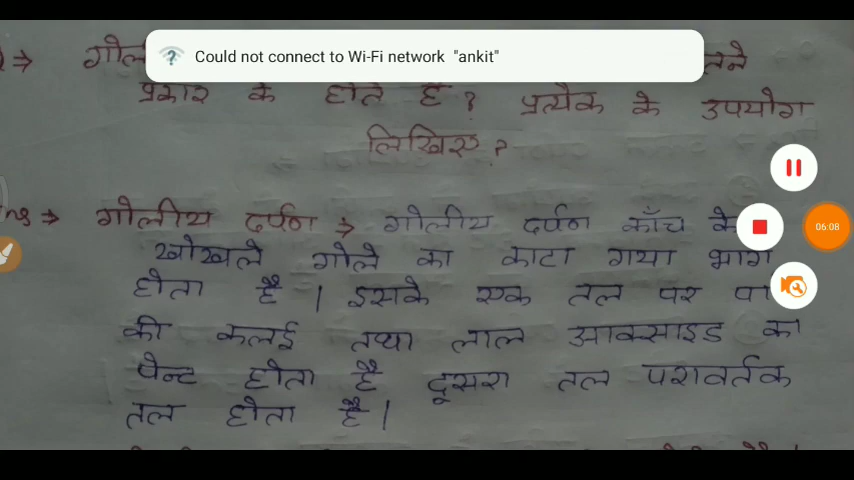 Could not connect to Wi-Fi network "ankit"
प्रकार के होते है? प्रत्येक के उपयोग
लिखिए?
06:08
Ans ⇒ गोलीय दर्पण ⇒ गोलीय दर्पण काँच के
खोखले गोले का काटा गया भाग
होता है | इसके एक तल पर
की कलई तथा लाल आक्साइड का
पेन्ट होता है दूसरा तल परावर्तक
तल होता है |